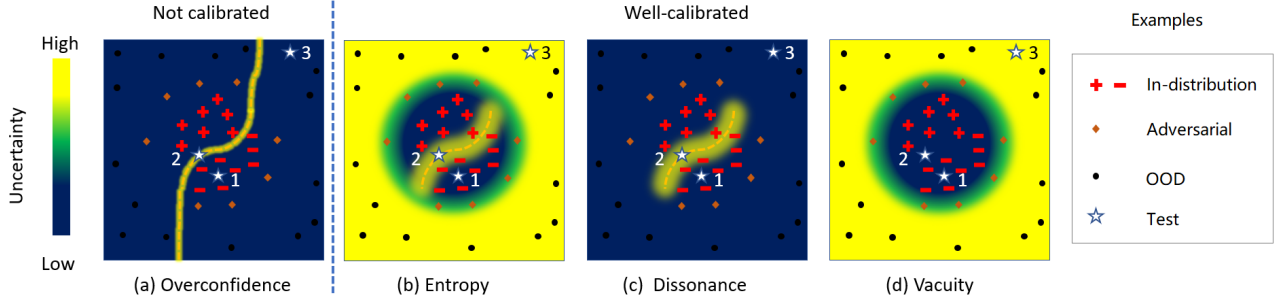 Not calibrated
Well-calibrated
Examples
High
Uncertainty
Low
3
2
1
3
2
1
3
2
1
3
2
1
In-distribution
Adversarial
OOD
Test
(a) Overconfidence
(b) Entropy
(c) Dissonance
(d) Vacuity